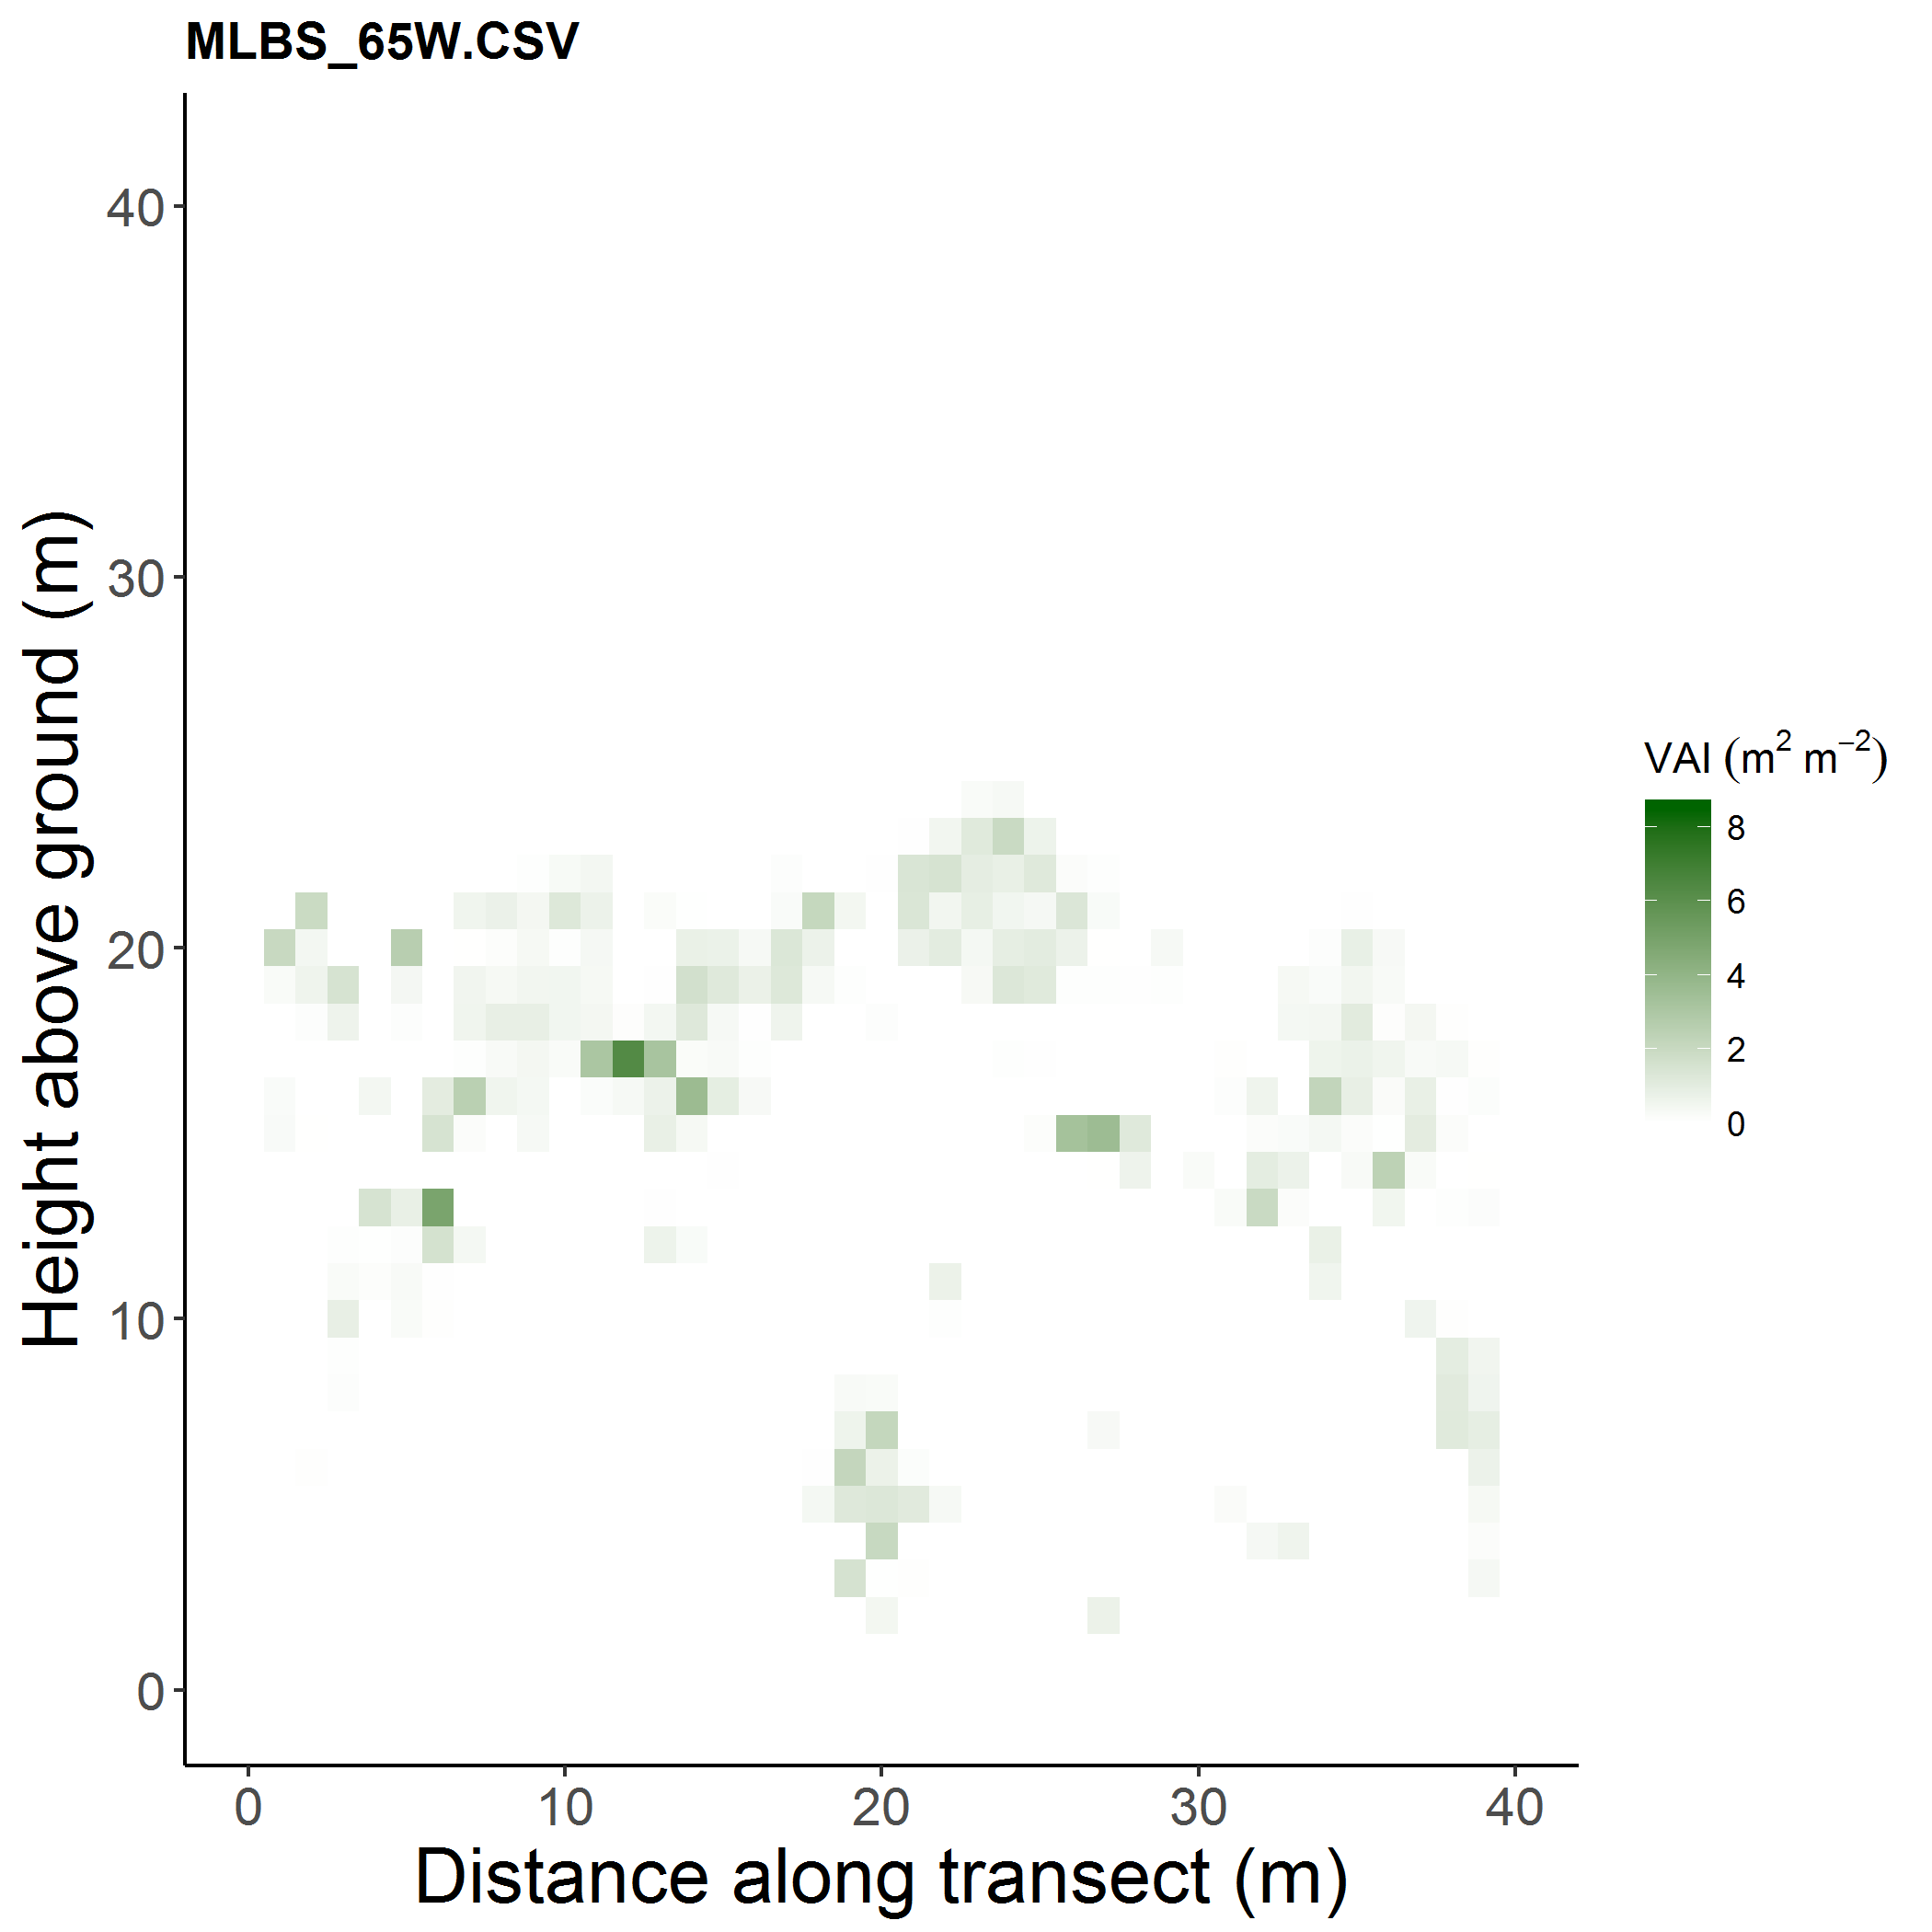 MLBS_65W.CSV
Height above ground (m)
40
30
20
10
0
0 10 20 30 40
Distance along transect (m)
VAI (m² m⁻²)
8
6
4
2
0